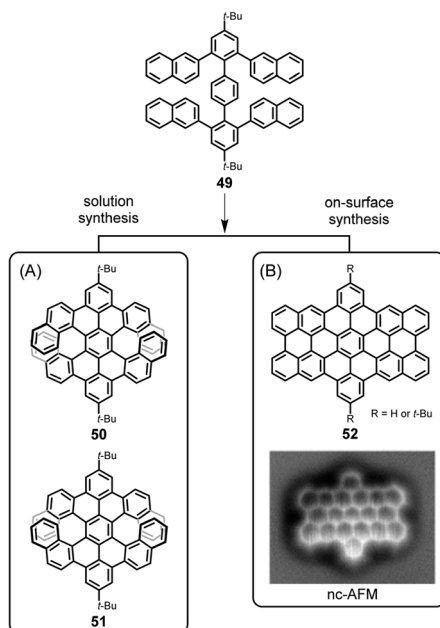 t-Bu
t-Bu
49
solution
synthesis
on-surface
synthesis
(A)
t-Bu
t-Bu
50
t-Bu
t-Bu
51
(B)
R
R
R = H or t-Bu
52
nc-AFM